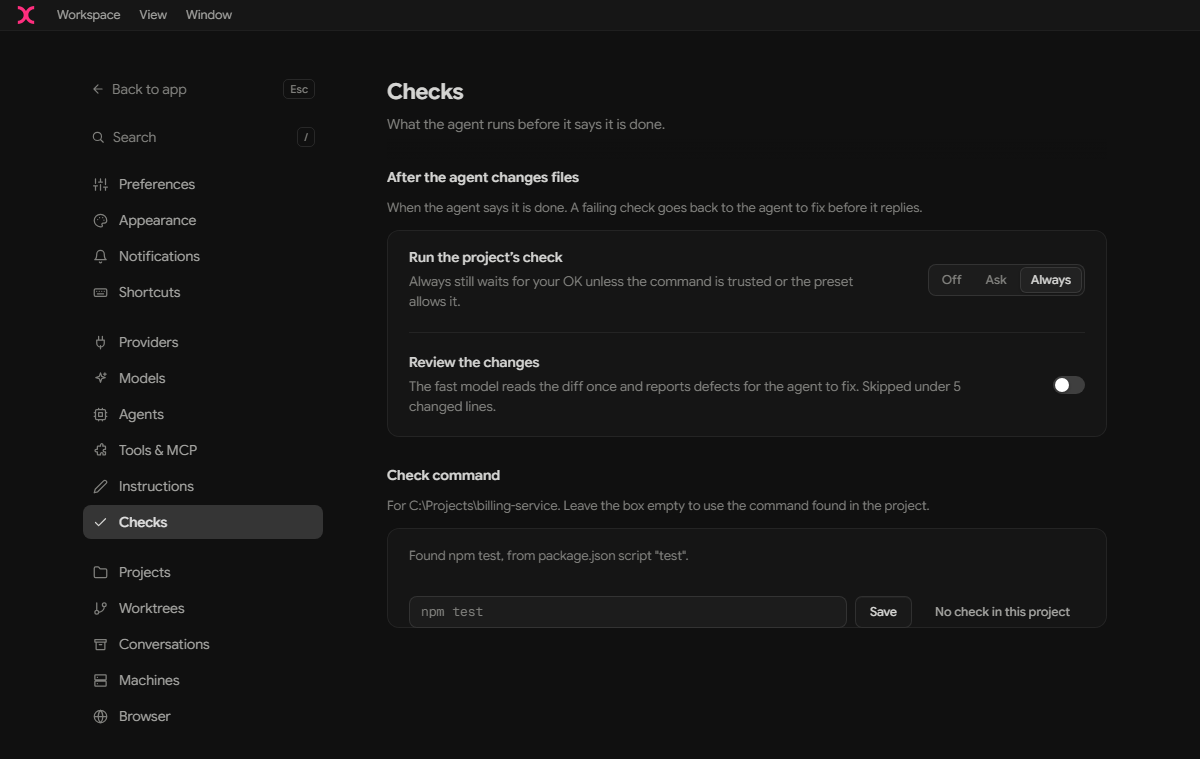 Workspace View Window
Back to app Esc
Search /
Preferences
Appearance
Notifications
Shortcuts
Providers
Models
Agents
Tools & MCP
Instructions
Checks
Projects
Worktrees
Conversations
Machines
Browser
Checks
What the agent runs before it says it is done.
After the agent changes files
When the agent says it is done. A failing check goes back to the agent to fix before it replies.
Run the project's check
Always still waits for your OK unless the command is trusted or the preset
allows it.
Off Ask Always
Review the changes
The fast model reads the diff once and reports defects for the agent to fix. Skipped under 5
changed lines.
Check command
For C:\Projects\billing-service. Leave the box empty to use the command found in the project.
Found npm test, from package.json script "test".
npm test Save No check in this project